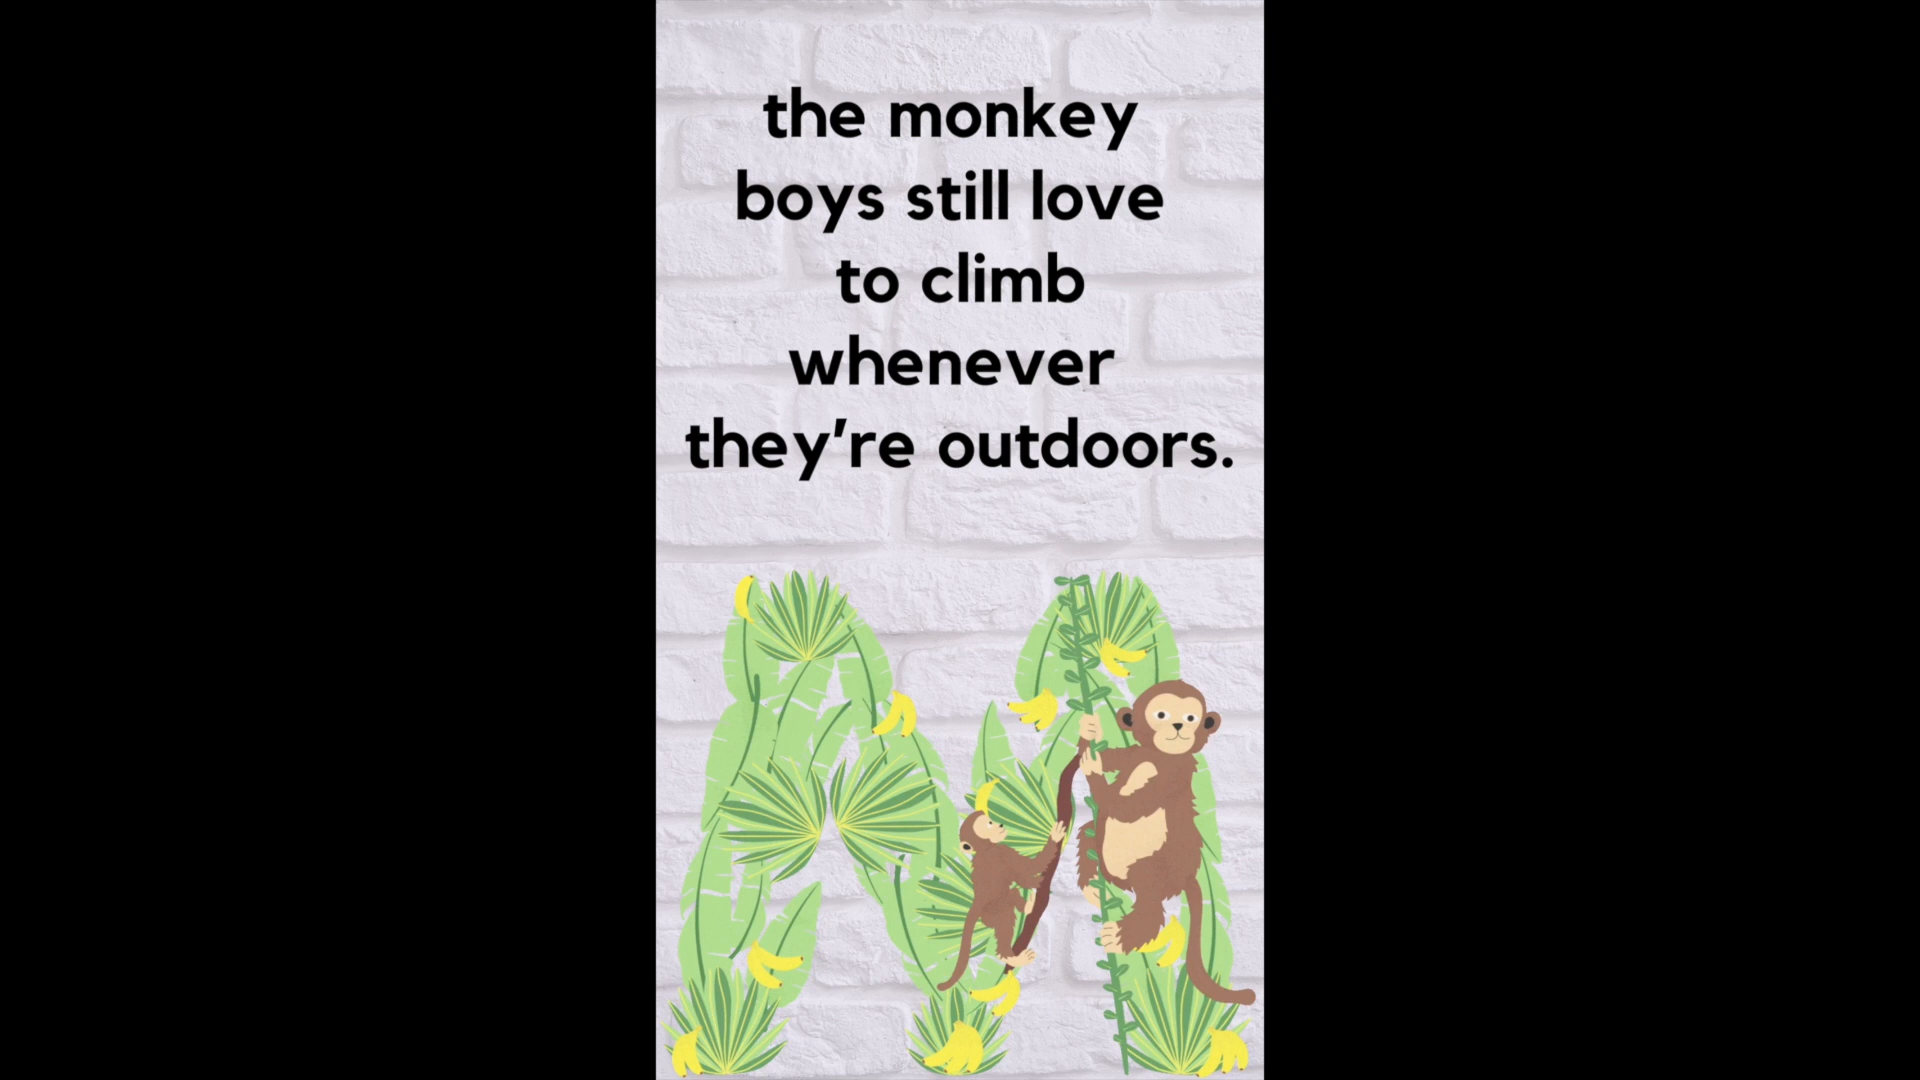 the monkey
boys still love
to climb
whenever
they’re outdoors.
M